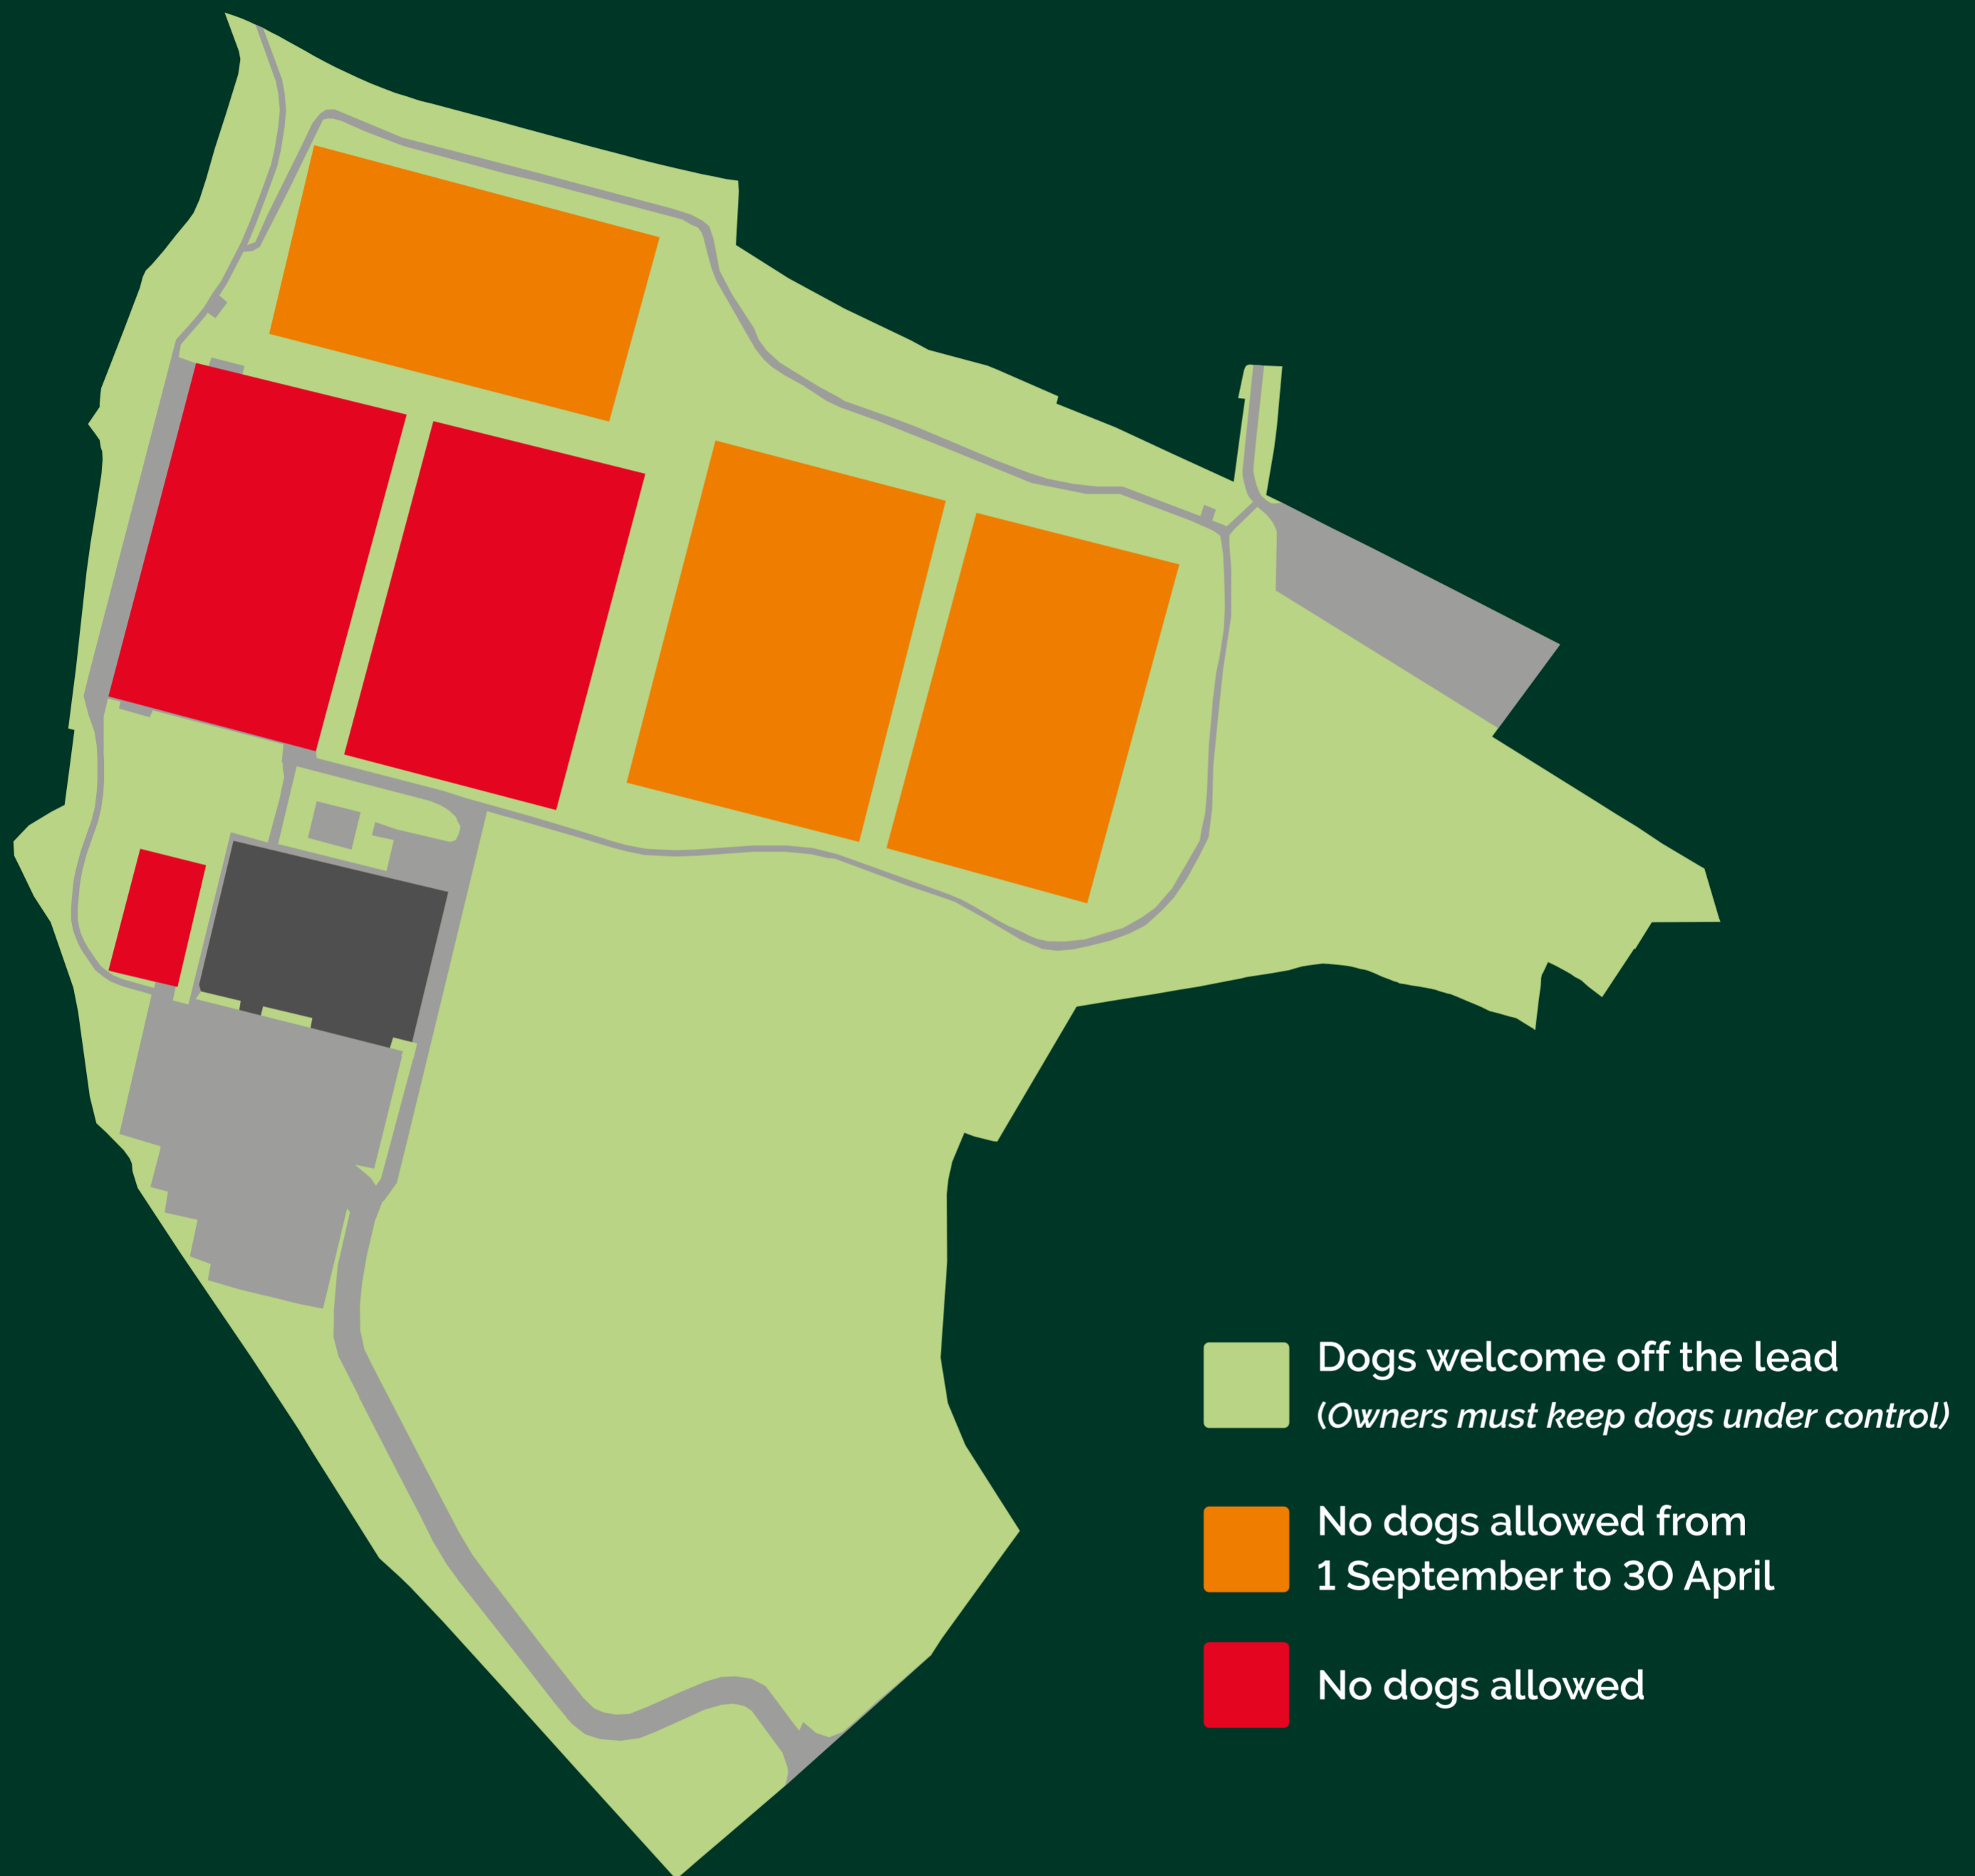 Dogs welcome off the lead
(Owners must keep dogs under control)
No dogs allowed from
1 September to 30 April
No dogs allowed